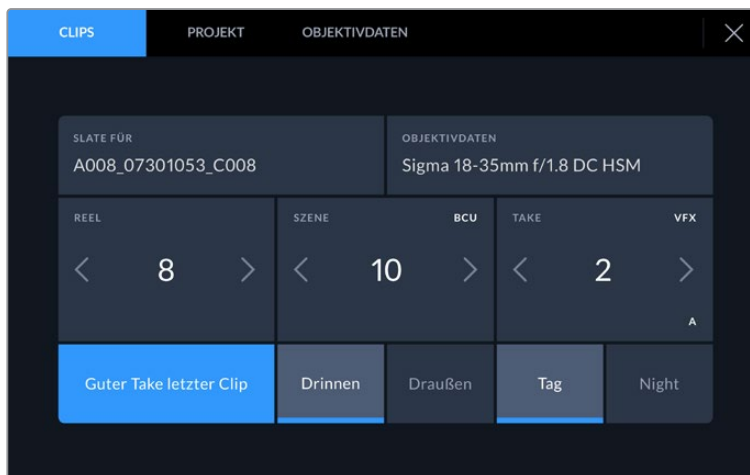 CLIPS PROJEKT OBJEKTIVDATEN
SLATE FÜR OBJEKTIVDATEN
A008_07301053_C008 Sigma 18-35mm f/1.8 DC HSM
REEL SZENE BCU TAKE VFX
8 10 2
A
Guter Take letzter Clip Drinnen Draußen Tag Night